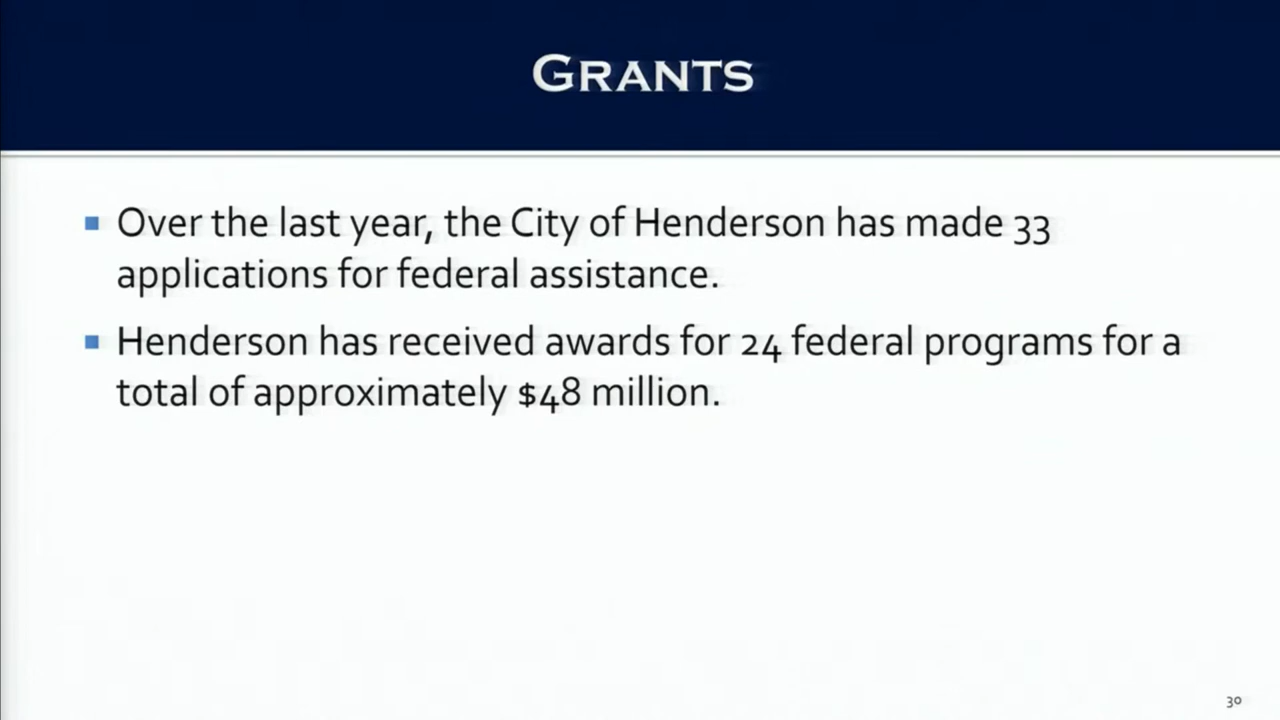 GRANTS
Over the last year, the City of Henderson has made 33
applications for federal assistance.
Henderson has received awards for 24 federal programs for a
total of approximately $48 million.
30